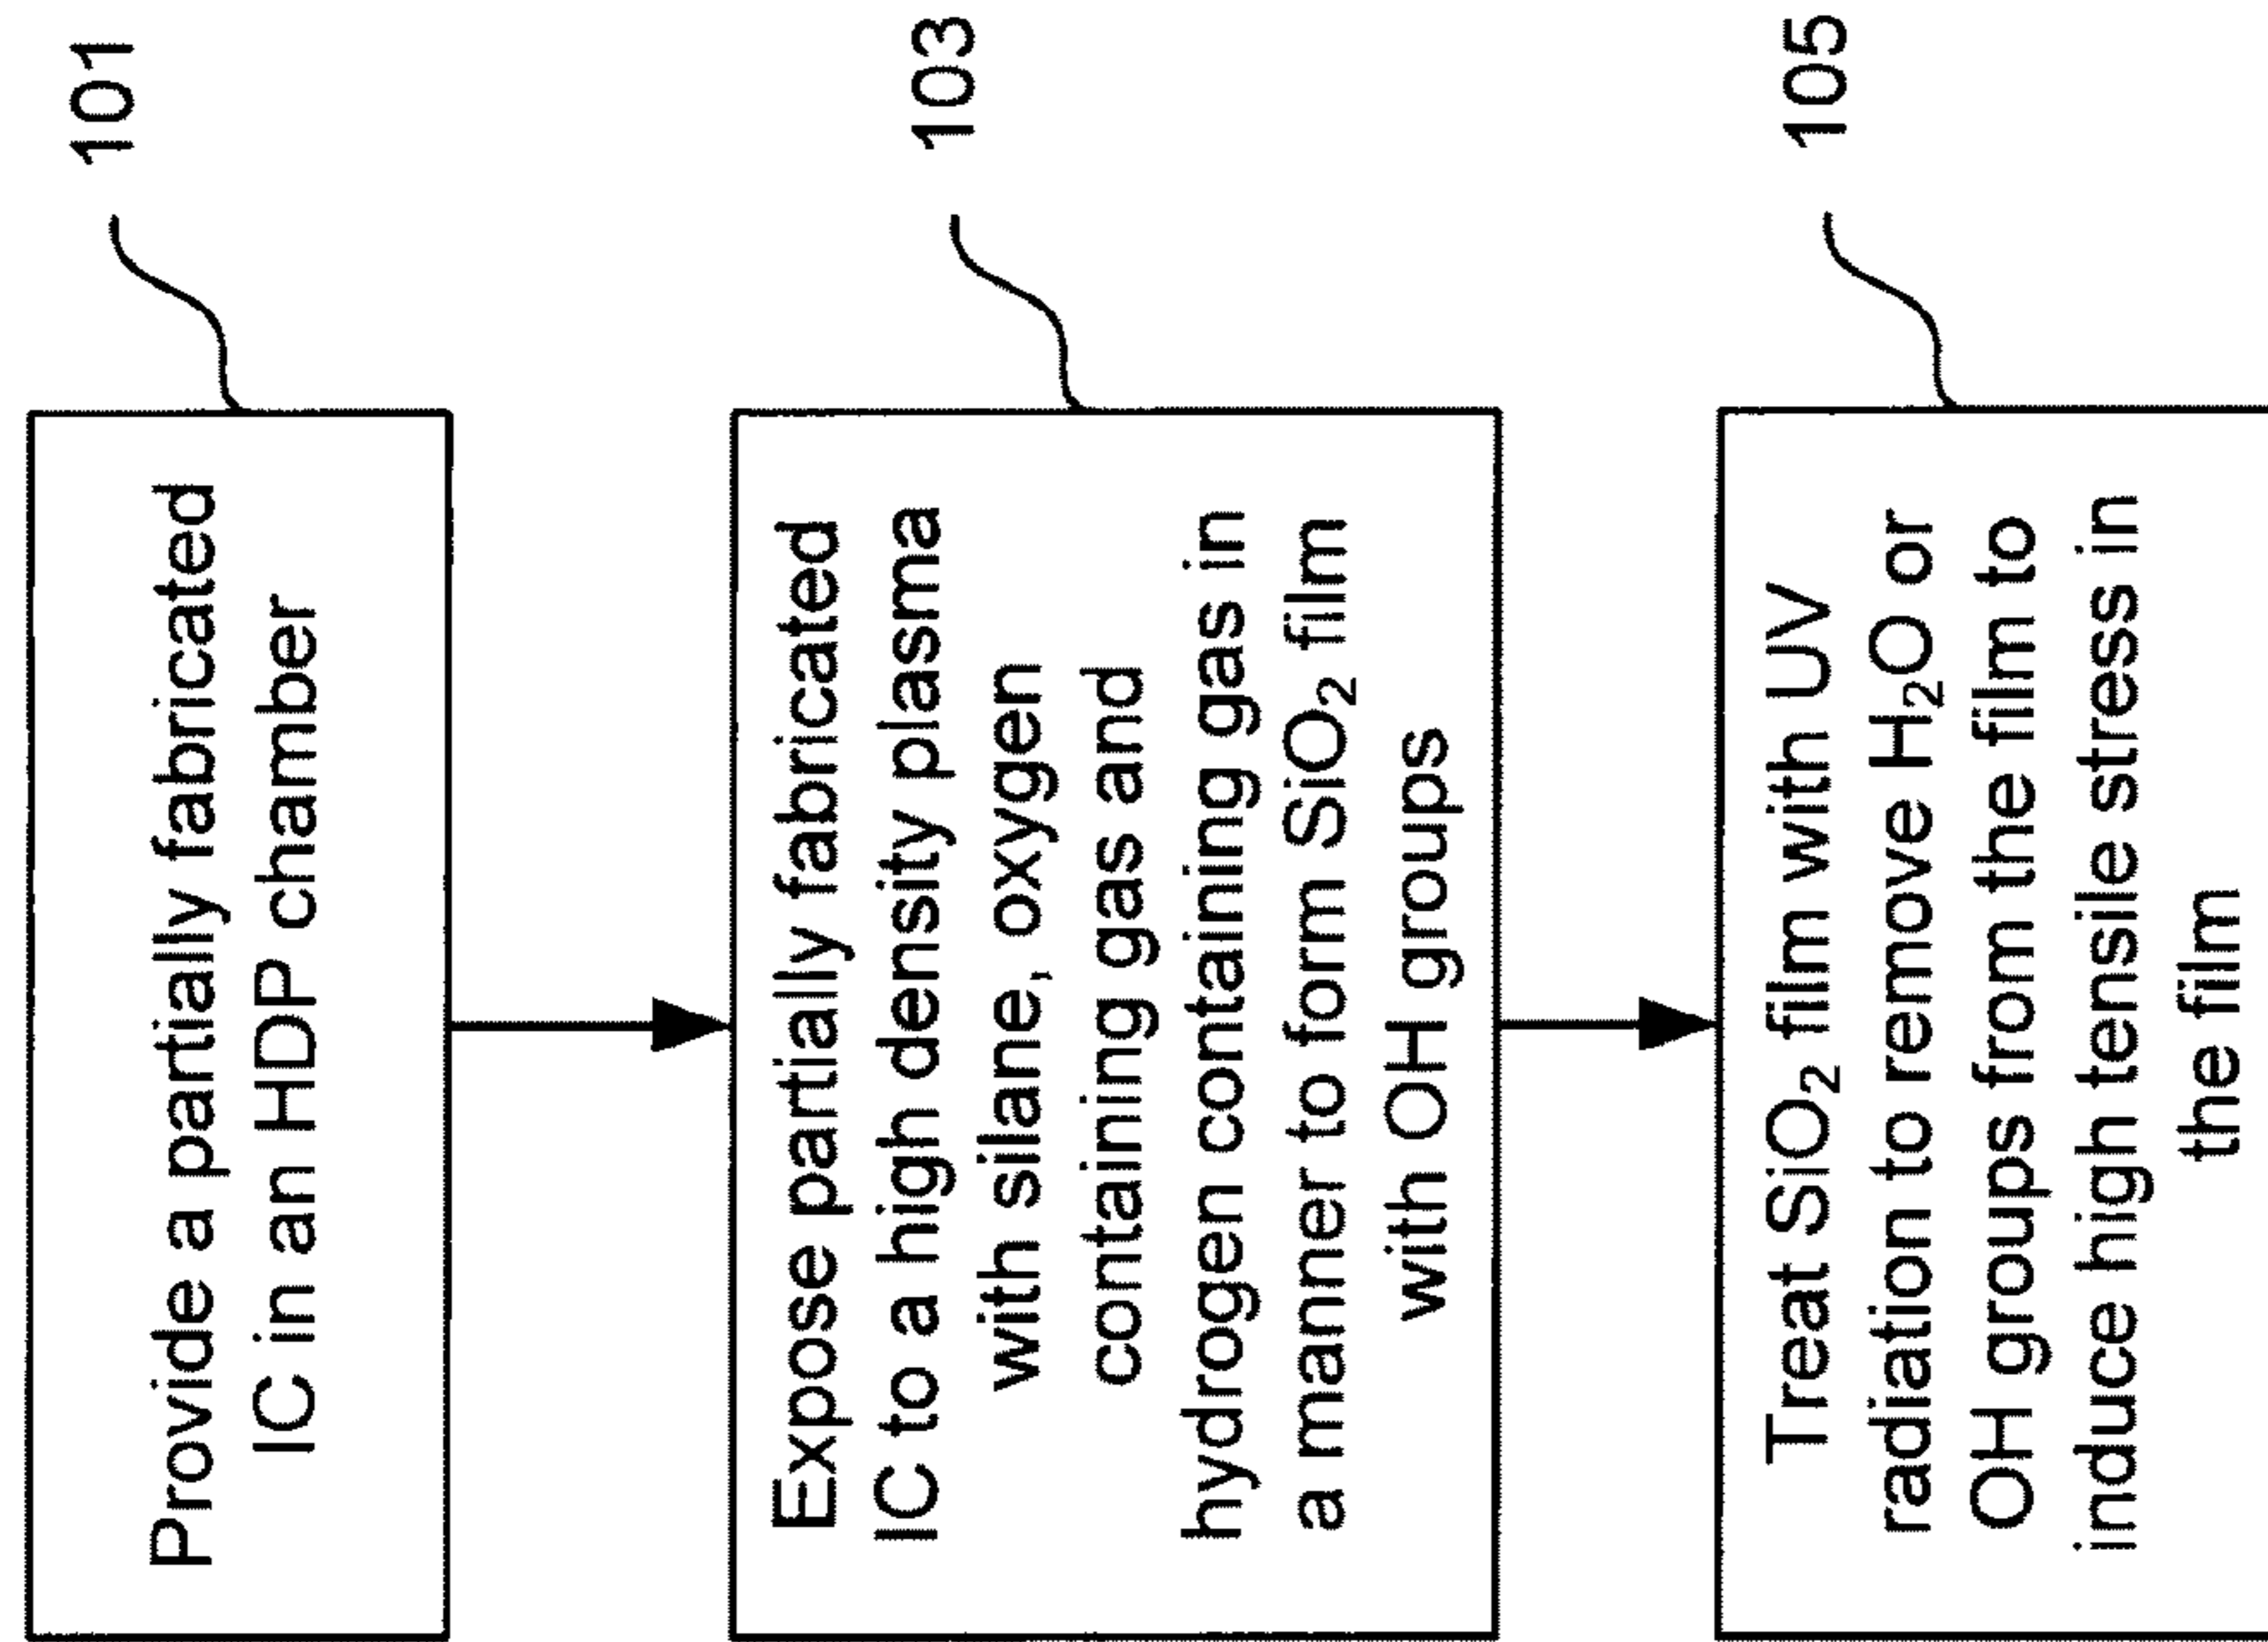 Provide a partially fabricated
IC in an HDP chamber
101
Expose partially fabricated
IC to a high density plasma
with silane, oxygen
containing gas and
hydrogen containing gas in
a manner to form SiO₂ film
with OH groups
103
Treat SiO₂ film with UV
radiation to remove H₂O or
OH groups from the film to
induce high tensile stress in
the film
105